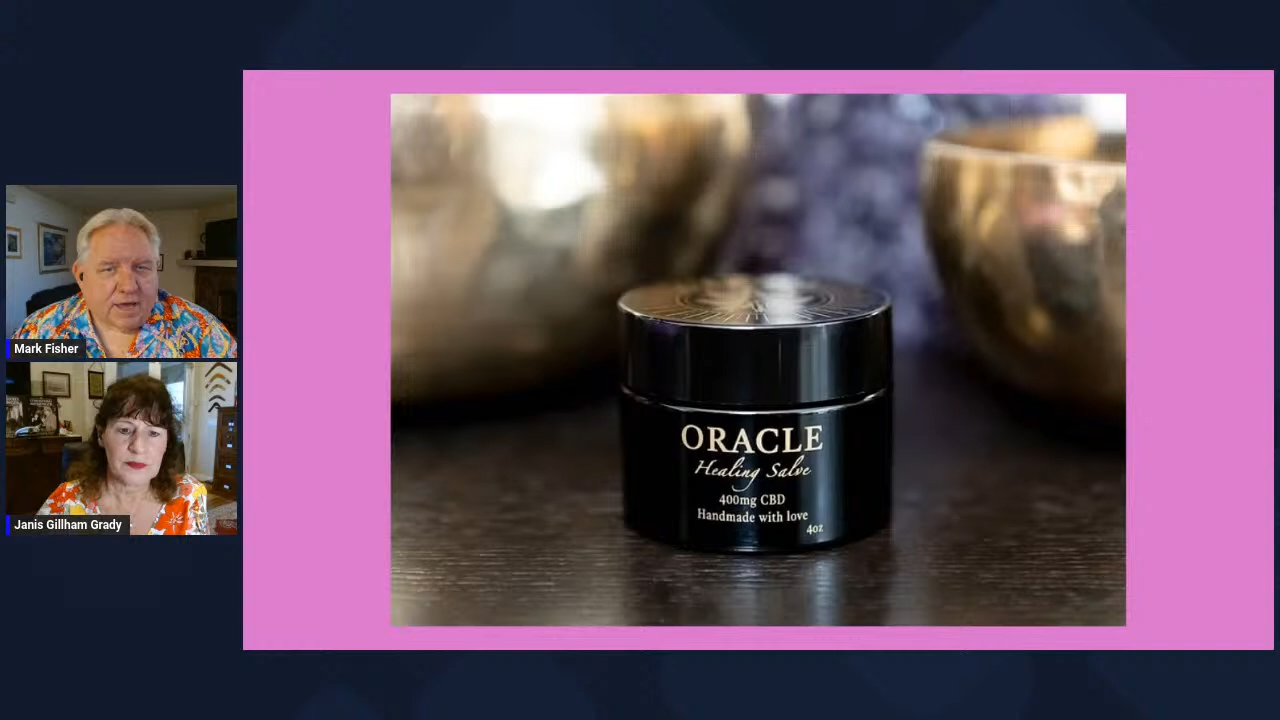 Mark Fisher
Janis Gillham Grady
ORACLE
Healing Salve
400mg CBD
Handmade with love
4oz